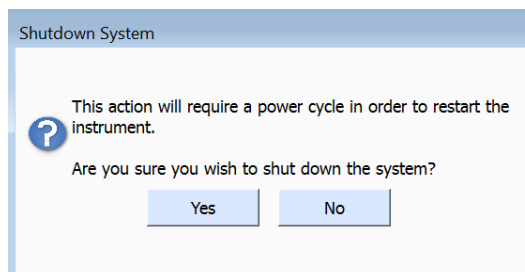 Shutdown System
This action will require a power cycle in order to restart the
instrument.
Are you sure you wish to shut down the system?
Yes No